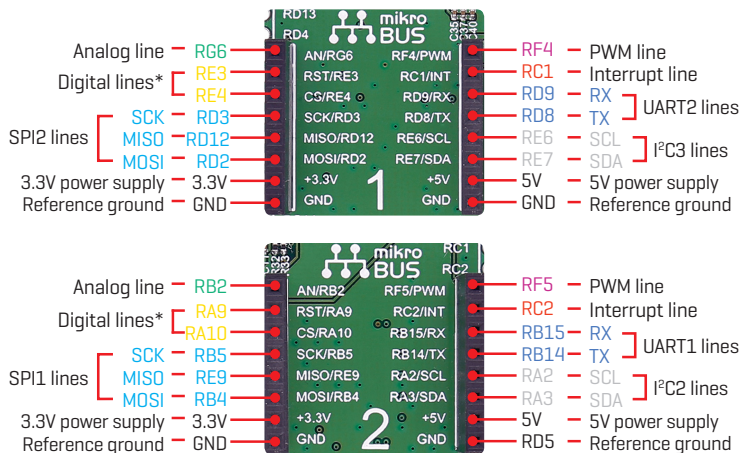 RD13
RD4
mikro
BUS
C35
C37
C40
Analog line – RG6 AN/RG6 RF4/PWM RF4 – PWM line
Digital lines* RE3 RST/RE3 RC1/INT RC1 – Interrupt line
RE4 CS/RE4 RD9/RX RD9 – RX
UART2 lines
SCK – RD3 SCK/RD3 RD8/TX RD8 – TX
SPI2 lines MISO – RD12 MISO/RD12 RE6/SCL RE6 – SCL
I²C3 lines
MOSI – RD2 MOSI/RD2 RE7/SDA RE7 – SDA
3.3V power supply – 3.3V +3.3V +5V 5V – 5V power supply
Reference ground – GND GND 1 GND GND – Reference ground
R32
R33
mikro
BUS
RC1
RC2
Analog line – RB2 AN/RB2 RF5/PWM RF5 – PWM line
Digital lines* RA9 RST/RA9 RC2/INT RC2 – Interrupt line
RA10 CS/RA10 RB15/RX RB15 – RX
UART1 lines
SCK – RB5 SCK/RB5 RB14/TX RB14 – TX
SPI1 lines MISO – RE9 MISO/RE9 RA2/SCL RA2 – SCL
I²C2 lines
MOSI – RB4 MOSI/RB4 RA3/SDA RA3 – SDA
3.3V power supply – 3.3V +3.3V +5V 5V – 5V power supply
Reference ground – GND GND 2 GND RD5 – Reference ground